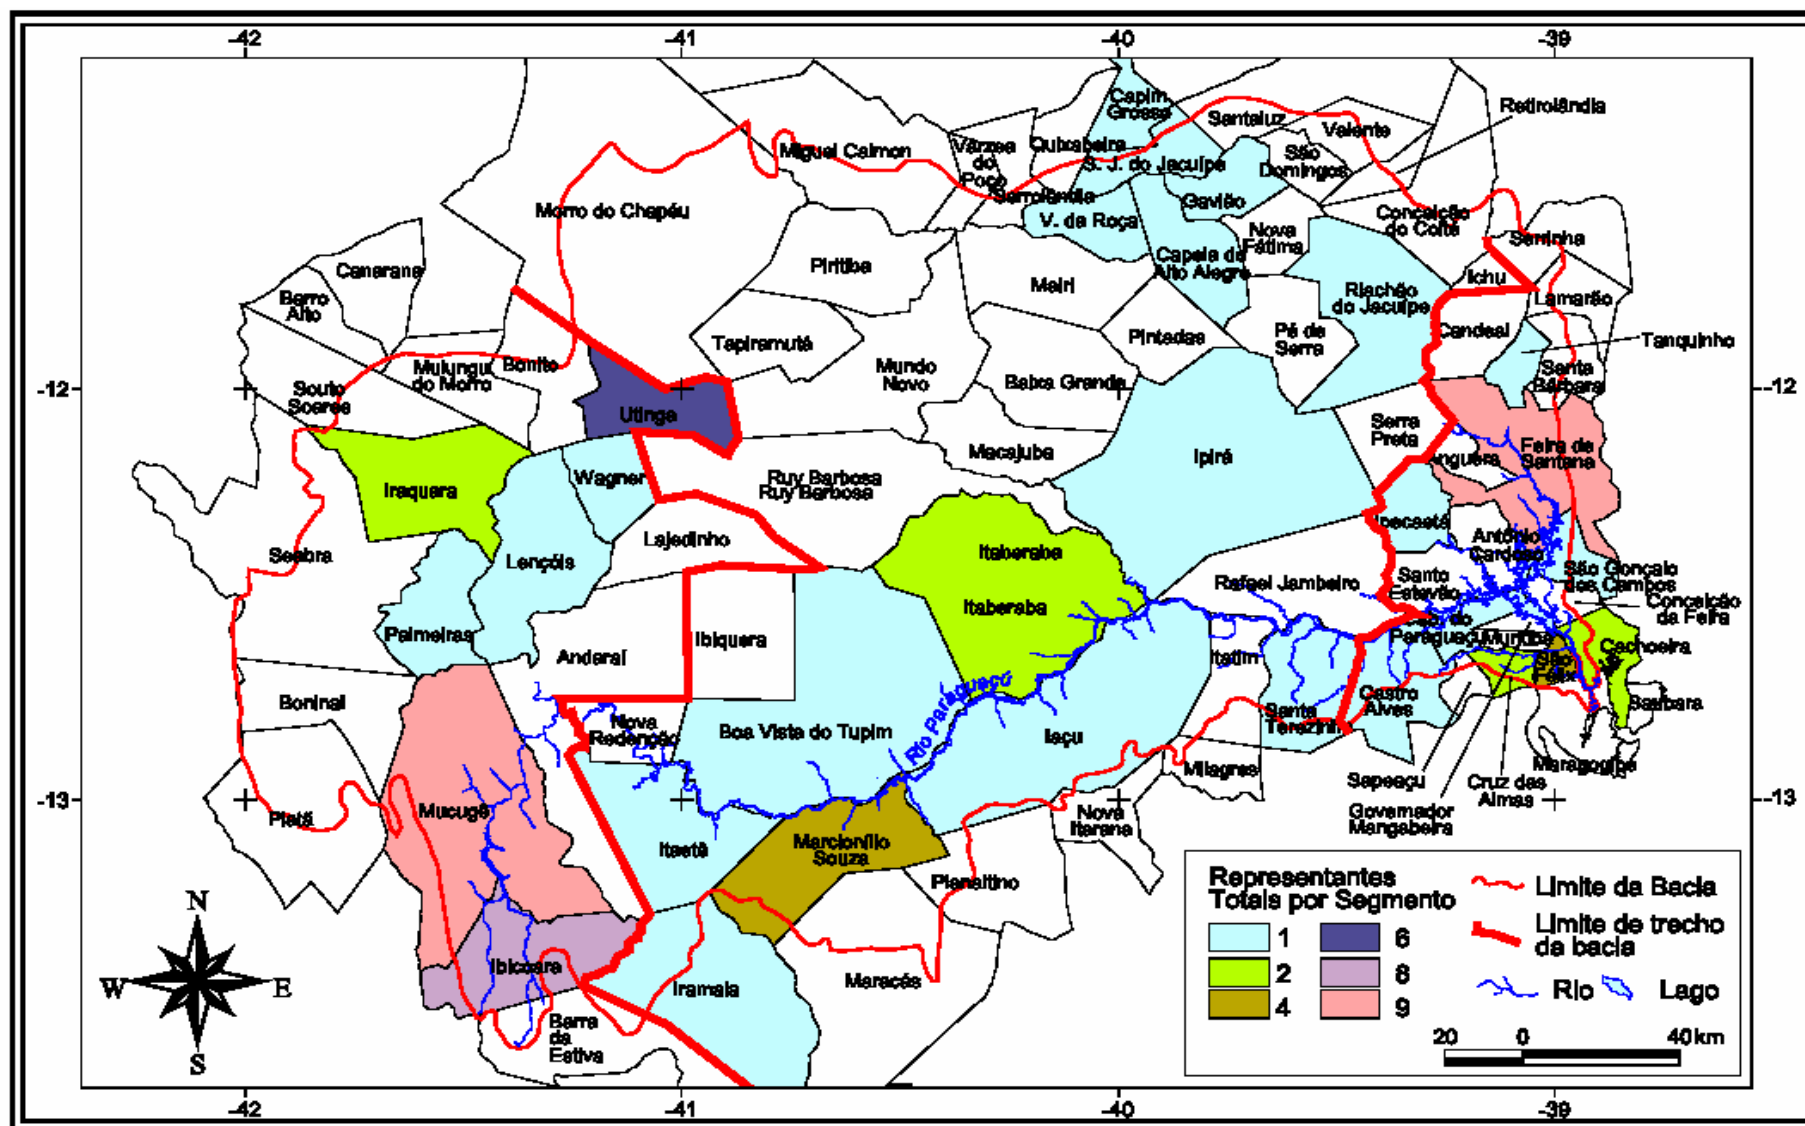 -42
-41
-40
-39
Capim
Grosso
Retirolândia
Santaluz
Valente
Quixabeira
Várzea
do
Poço
Miguel Calmon
São
Domingos
S. J. do Jacuípe
Serrolândia
Gavião
Morro do Chapéu
V. da Roça
Conceição
do Coité
Nova
Fátima
Serrinha
Canarana
Piritiba
Capela do
Alto Alegre
Ichu
Mairi
Riachão
do Jacuípe
Lamarão
Barro
Alto
Candeal
Pintadas
Pé de
Serra
Tanquinho
Tapiramutá
Bonito
Mulungu
do Morro
Mundo
Novo
Baixa Grande
Santa
Bárbara
-12
-12
Souto
Soares
Utinga
Serra
Preta
Feira de
Santana
Macajuba
Ipirá
Anguera
Wagner
Ruy Barbosa
Ruy Barbosa
Iraquara
Ipecaetá
Lajedinho
Antônio
Cardoso
Seabra
Lençóis
Itaberaba
São Gonçalo
dos Campos
Rafael Jambeiro
Santo
Estevão
Itaberaba
Conceição
da Feira
Palmeiras
Ibiquera
Paraguaçu
Muritiba
Cachoeira
Andaraí
Itatim
São
Félix
Rio Paraguaçú
Boninal
Castro
Alves
Saubara
Nova
Redenção
Boa Vista do Tupim
Iaçu
Santa
Terezinha
Maragogipe
Milagres
Sapeaçu
Cruz das
Almas
-13
-13
Piatã
Mucugê
Nova
Itarana
Governador
Mangabeira
Itaetê
Marcionílio
Souza
Planaltino
Representantes
Totais por Segmento
1
2
4
6
8
9
Limite da Bacia
Limite de trecho
da bacia
Rio
Lago
20
0
40 km
N
W
E
S
Ibicoara
Iramaia
Maracás
Barra
da
Estiva
-42
-41
-40
-39